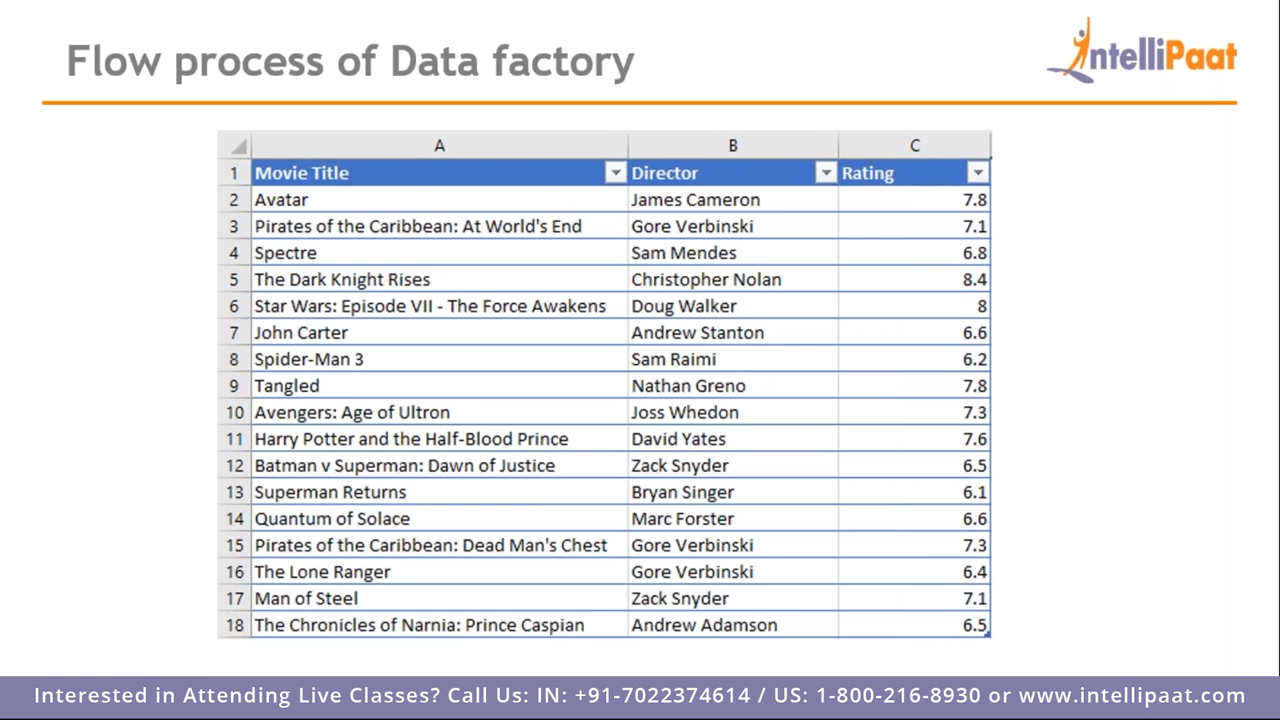 Flow process of Data factory
IntelliPaat
A B C
1 Movie Title Director Rating
2 Avatar James Cameron 7.8
3 Pirates of the Caribbean: At World's End Gore Verbinski 7.1
4 Spectre Sam Mendes 6.8
5 The Dark Knight Rises Christopher Nolan 8.4
6 Star Wars: Episode VII - The Force Awakens Doug Walker 8
7 John Carter Andrew Stanton 6.6
8 Spider-Man 3 Sam Raimi 6.2
9 Tangled Nathan Greno 7.8
10 Avengers: Age of Ultron Joss Whedon 7.3
11 Harry Potter and the Half-Blood Prince David Yates 7.6
12 Batman v Superman: Dawn of Justice Zack Snyder 6.5
13 Superman Returns Bryan Singer 6.1
14 Quantum of Solace Marc Forster 6.6
15 Pirates of the Caribbean: Dead Man's Chest Gore Verbinski 7.3
16 The Lone Ranger Gore Verbinski 6.4
17 Man of Steel Zack Snyder 7.1
18 The Chronicles of Narnia: Prince Caspian Andrew Adamson 6.5
Interested in Attending Live Classes? Call Us: IN: +91-7022374614 / US: 1-800-216-8930 or www.intellipaat.com